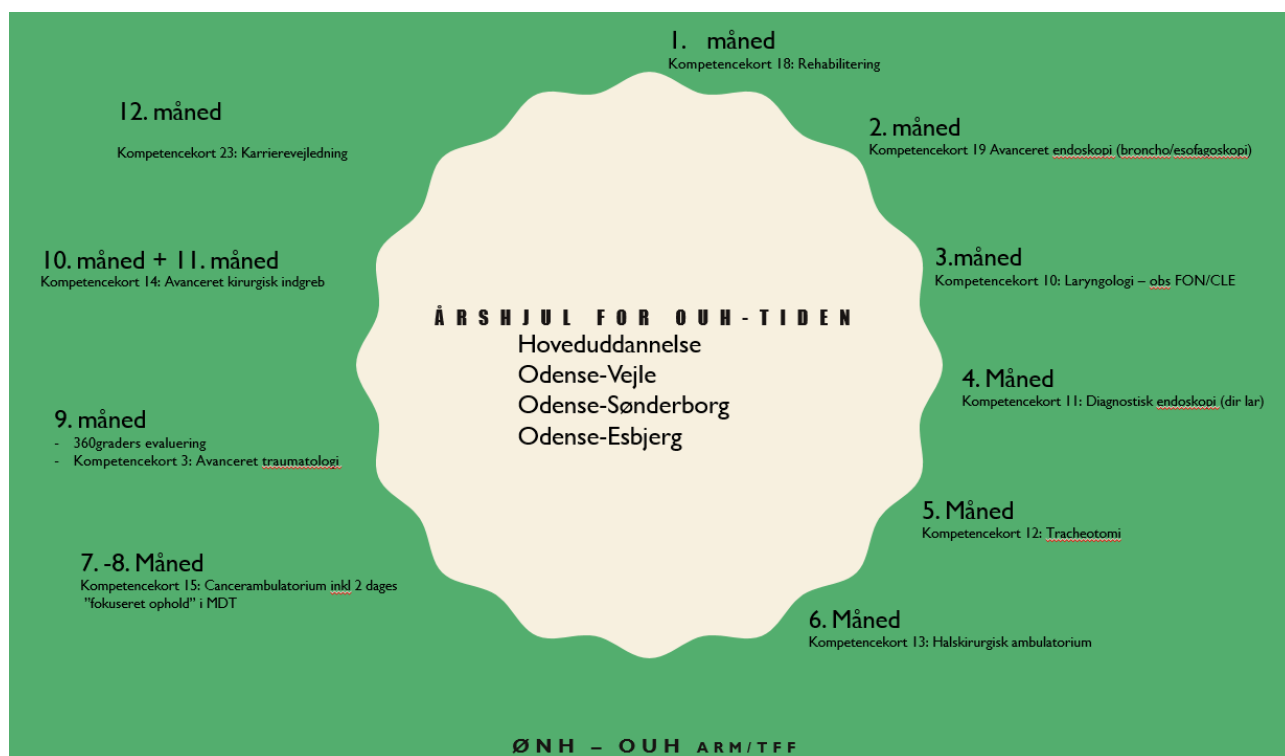 1. måned
Kompetencekort 18: Rehabilitering
2. måned
Kompetencekort 19 Avanceret endoskopi (broncho/esofagoskopi)
3.måned
Kompetencekort 10: Laryngologi – obs FON/CLE
4. Måned
Kompetencekort 11: Diagnostisk endoskopi (dir lar)
5. Måned
Kompetencekort 12: Tracheotomi
6. Måned
Kompetencekort 13: Halskirurgisk ambulatorium
7. -8. Måned
Kompetencekort 15: Cancerambulatorium inkl 2 dages
"fokuseret ophold" i MDT
9. måned
- 360graders evaluering
- Kompetencekort 3: Avanceret traumatologi
10. måned + 11. måned
Kompetencekort 14: Avanceret kirurgisk indgreb
12. måned
Kompetencekort 23: Karrierevejledning
ÅRSHJUL FOR OUH-TIDEN
Hoveduddannelse
Odense-Vejle
Odense-Sønderborg
Odense-Esbjerg
ØNH – OUH ARM/TFF